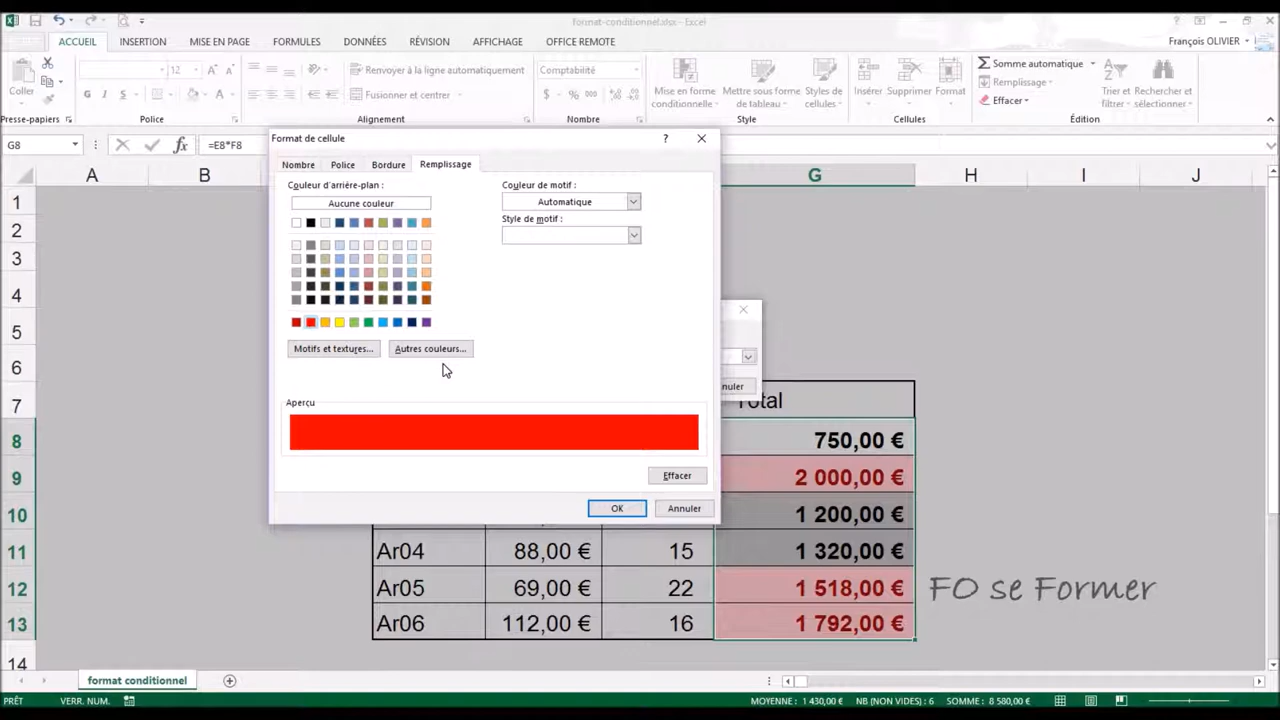 format-conditionnel.xlsx - Excel
ACCUEIL INSERTION MISE EN PAGE FORMULES DONNÉES RÉVISION AFFICHAGE OFFICE REMOTE François OLIVIER
Coller
12
Renvoyer à la ligne automatiquement
Fusionner et centrer
Comptabilité
Mise en forme conditionnelle
Mettre sous forme de tableau
Styles de cellules
Insérer
Supprimer
Format
Somme automatique
Remplissage
Effacer
Trier et filtrer
Rechercher et sélectionner
Presse-papiers Police Alignement Nombre Style Cellules Édition
G8 =E8*F8
Format de cellule
Nombre Police Bordure Remplissage
Couleur d'arrière-plan :
Aucune couleur
Couleur de motif :
Automatique
Style de motif :
Motifs et textures... Autres couleurs...
Aperçu
Effacer
OK Annuler
nuler
A B G H I J
1
2
3
4
5
6
7 Total
8 750,00 €
9 2 000,00 €
10 1 200,00 €
11 Ar04 88,00 € 15 1 320,00 €
12 Ar05 69,00 € 22 1 518,00 €
13 Ar06 112,00 € 16 1 792,00 €
14
FO se Former
format conditionnel
PRÊT VERR. NUM. MOYENNE : 1 430,00 € NB (NON VIDES) : 6 SOMME : 8 580,00 €